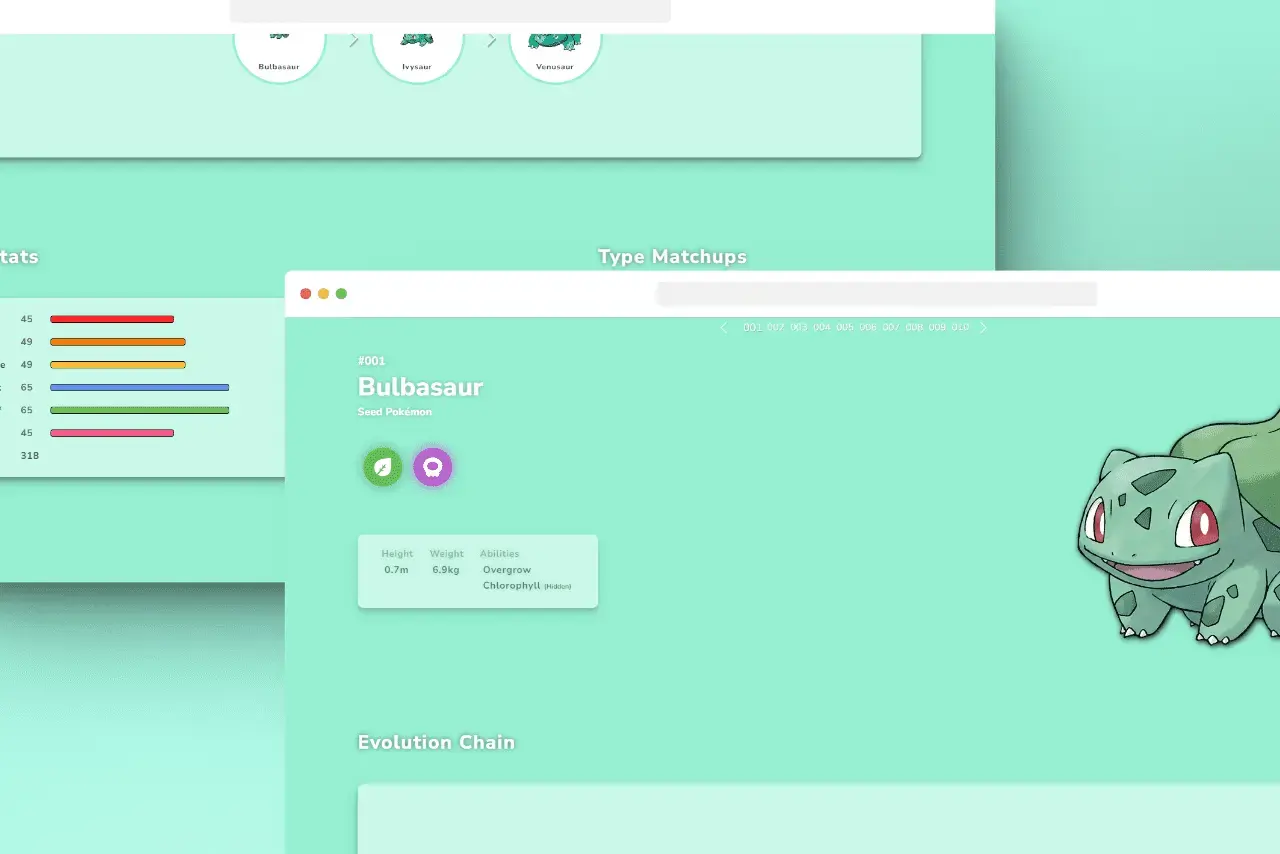 Bulbasaur
Ivysaur
Venusaur
tats
Type Matchups
45
49
e 49
65
65
45
318
001 002 003 004 005 006 007 008 009 010
#001
Bulbasaur
Seed Pokémon
Height Weight Abilities
0.7m 6.9kg Overgrow
Chlorophyll (Hidden)
Evolution Chain